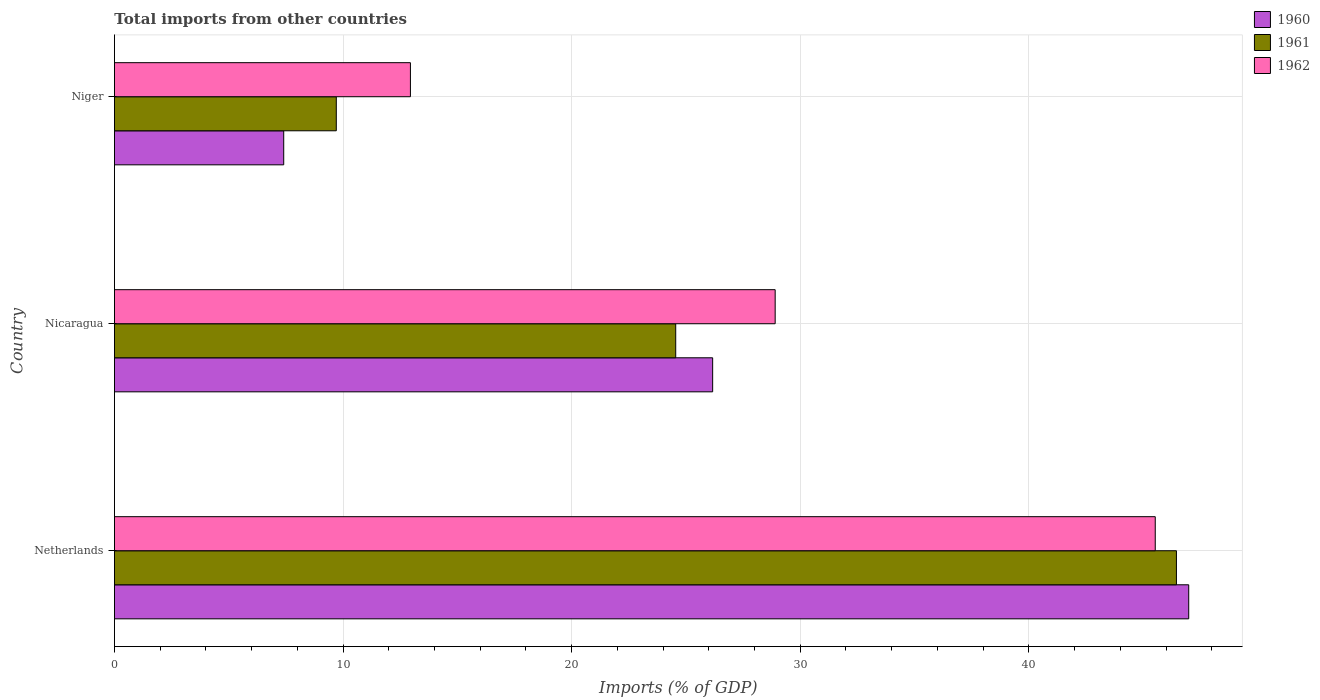 Total imports from other countries
1960
1961
1962
Niger
Nicaragua
Netherlands
Country
0
10
20
30
40
Imports (% of GDP)